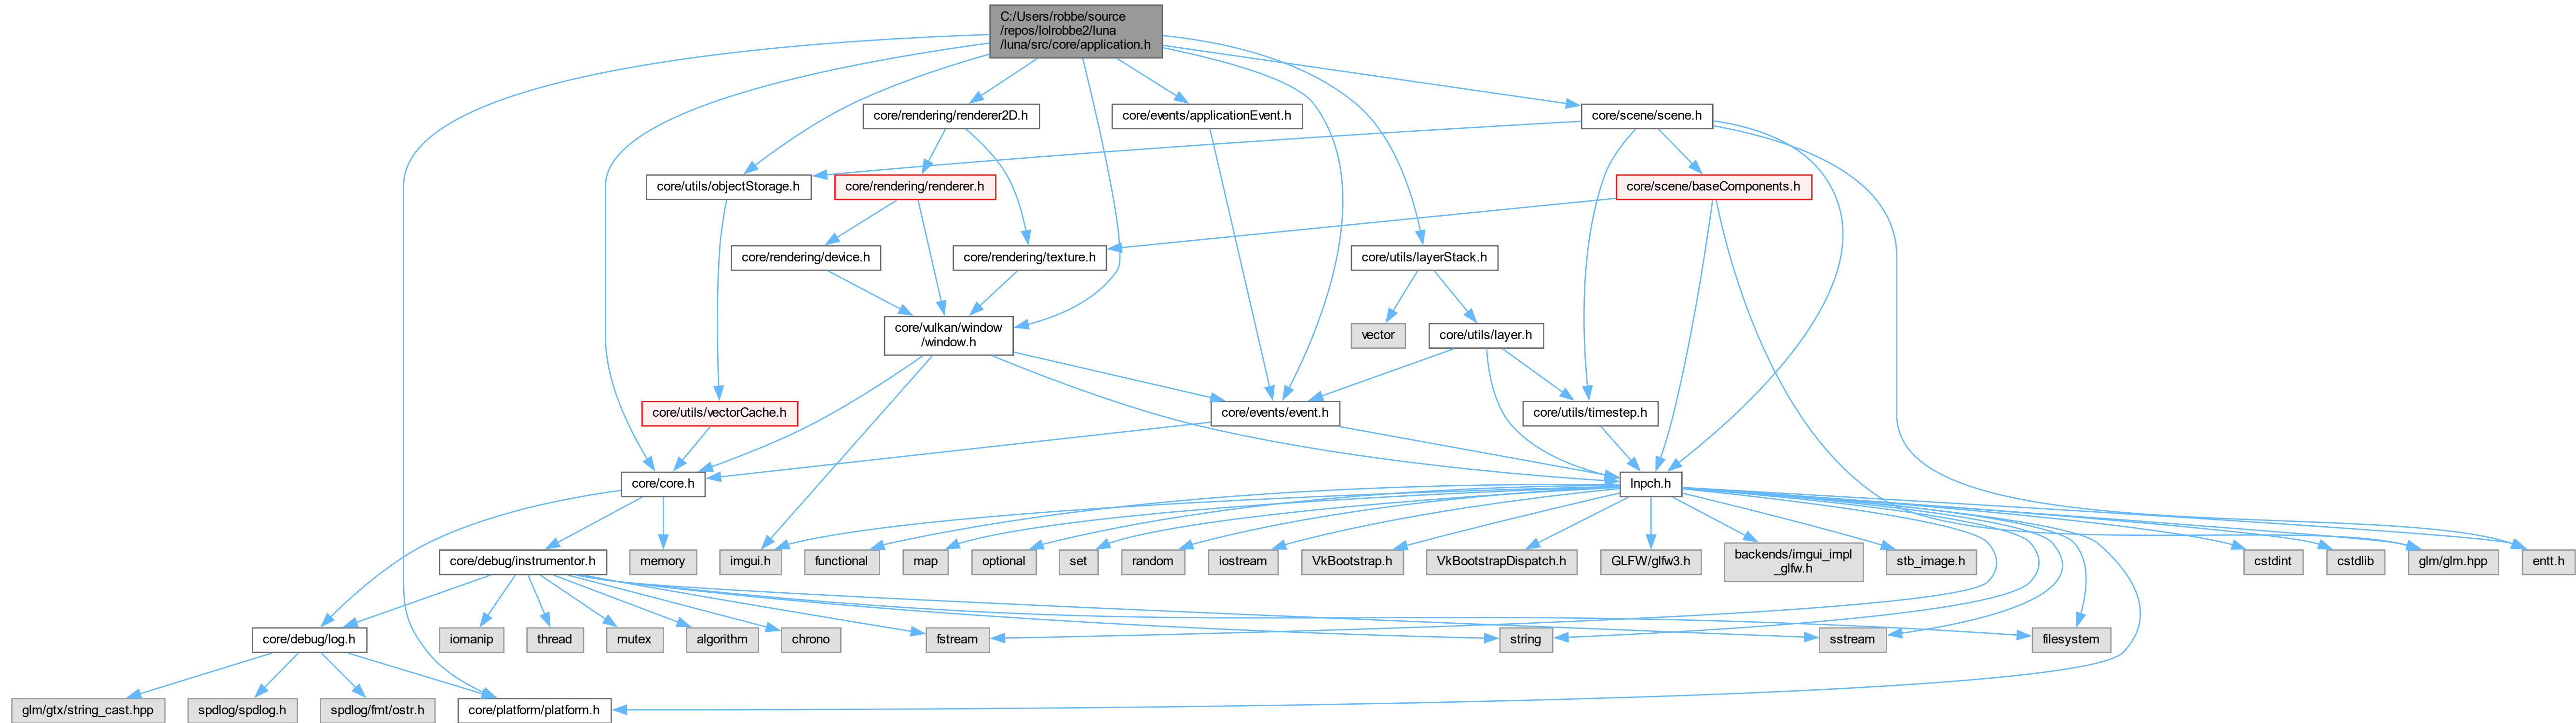 C:/Users/robbe/source
/repos/lolrobbe2/luna
/luna/src/core/application.h
core/rendering/renderer2D.h
core/events/applicationEvent.h
core/scene/scene.h
core/utils/objectStorage.h
core/rendering/renderer.h
core/scene/baseComponents.h
core/rendering/device.h
core/rendering/texture.h
core/utils/layerStack.h
core/vulkan/window
/window.h
vector
core/utils/layer.h
core/utils/vectorCache.h
core/events/event.h
core/utils/timestep.h
core/core.h
lnpch.h
core/debug/instrumentor.h
memory
imgui.h
functional
map
optional
set
random
iostream
VkBootstrap.h
VkBootstrapDispatch.h
GLFW/glfw3.h
backends/imgui_impl
_glfw.h
stb_image.h
cstdint
cstdlib
glm/glm.hpp
entt.h
core/debug/log.h
iomanip
thread
mutex
algorithm
chrono
fstream
string
sstream
filesystem
glm/gtx/string_cast.hpp
spdlog/spdlog.h
spdlog/fmt/ostr.h
core/platform/platform.h